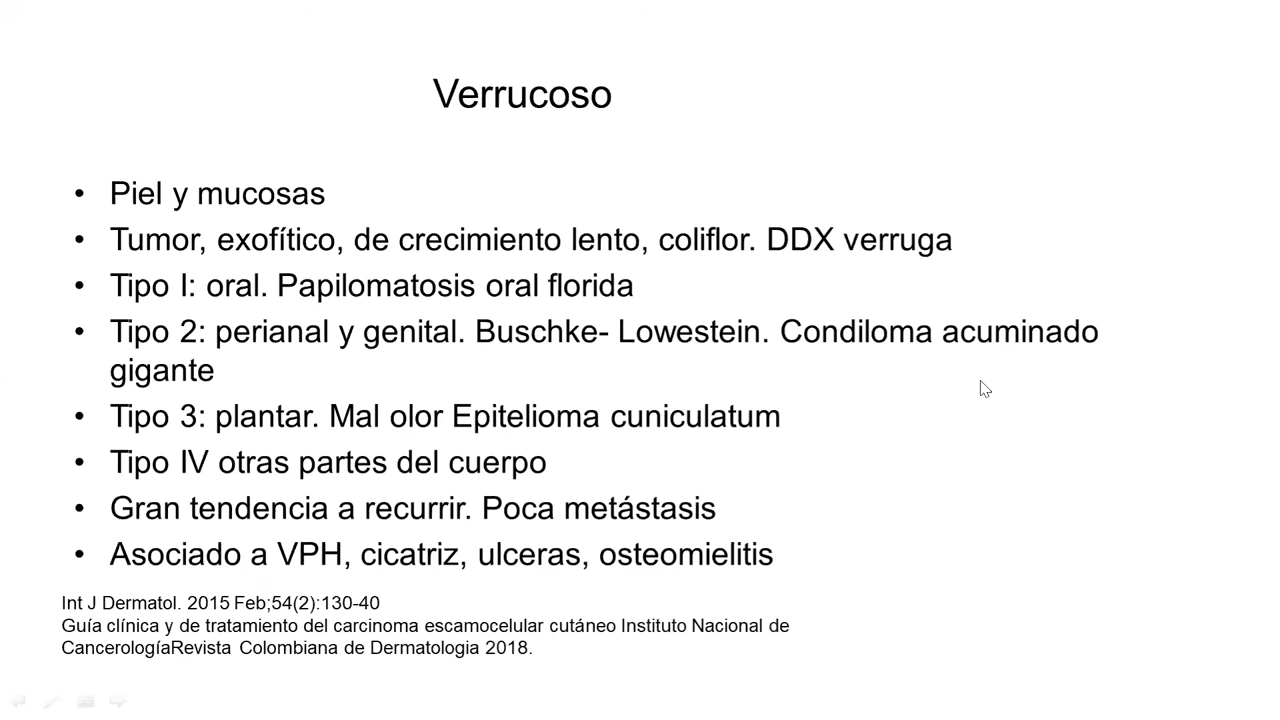 Verrucoso
• Piel y mucosas
• Tumor, exofítico, de crecimiento lento, coliflor. DDX verruga
• Tipo I: oral. Papilomatosis oral florida
• Tipo 2: perianal y genital. Buschke- Lowestein. Condiloma acuminado
gigante
• Tipo 3: plantar. Mal olor Epitelioma cuniculatum
• Tipo IV otras partes del cuerpo
• Gran tendencia a recurrir. Poca metástasis
• Asociado a VPH, cicatriz, ulceras, osteomielitis
Int J Dermatol. 2015 Feb;54(2):130-40
Guía clínica y de tratamiento del carcinoma escamocelular cutáneo Instituto Nacional de
CancerologíaRevista Colombiana de Dermatologia 2018.